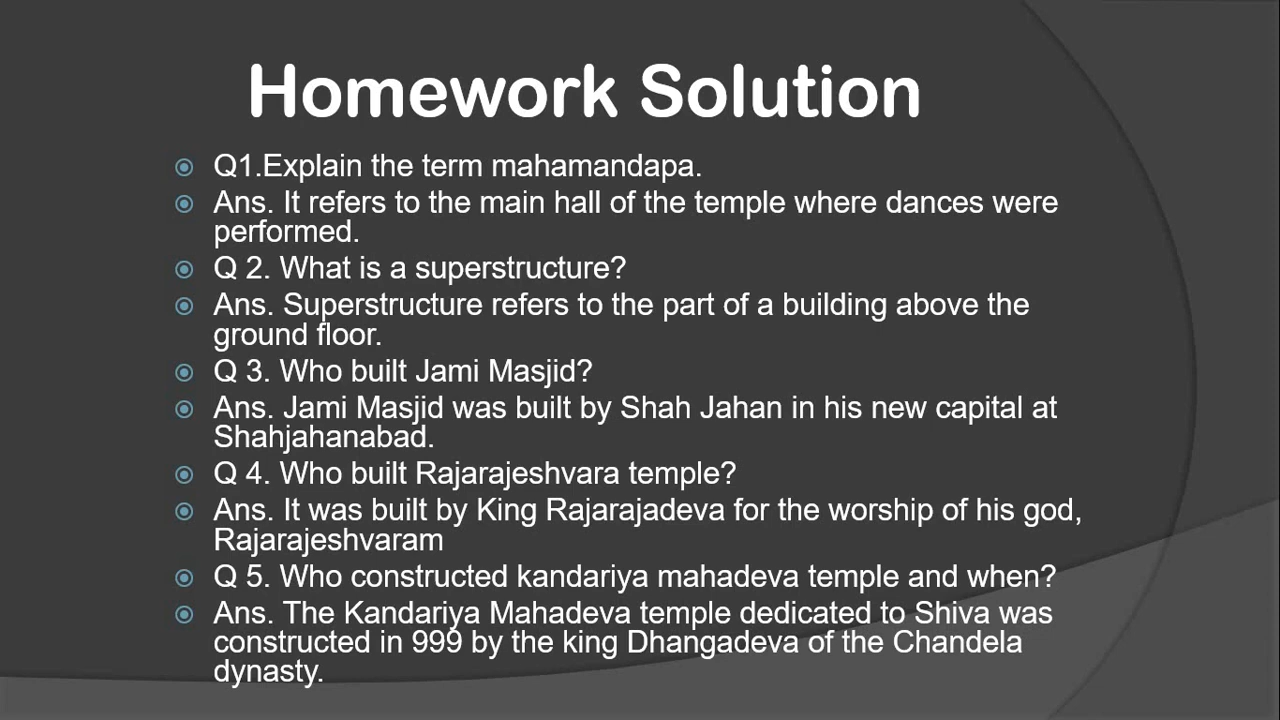 Homework Solution
Q1.Explain the term mahamandapa.
Ans. It refers to the main hall of the temple where dances were
performed.
Q 2. What is a superstructure?
Ans. Superstructure refers to the part of a building above the
ground floor.
Q 3. Who built Jami Masjid?
Ans. Jami Masjid was built by Shah Jahan in his new capital at
Shahjahanabad.
Q 4. Who built Rajarajeshvara temple?
Ans. It was built by King Rajarajadeva for the worship of his god,
Rajarajeshvaram
Q 5. Who constructed kandariya mahadeva temple and when?
Ans. The Kandariya Mahadeva temple dedicated to Shiva was
constructed in 999 by the king Dhangadeva of the Chandela
dynasty.